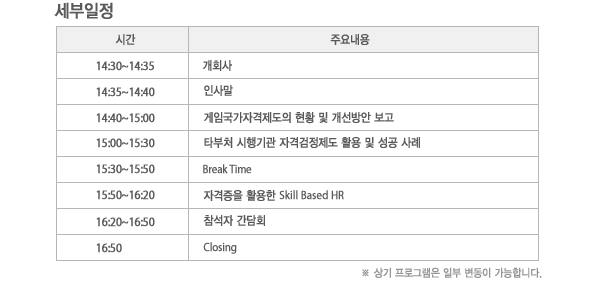 세부일정
시간 주요내용
14:30~14:35 개회사
14:35~14:40 인사말
14:40~15:00 게임국가자격제도의 현황 및 개선방안 보고
15:00~15:30 타부처 시행기관 자격검정제도 활용 및 성공 사례
15:30~15:50 Break Time
15:50~16:20 자격증을 활용한 Skill Based HR
16:20~16:50 참석자 간담회
16:50 Closing
※ 상기 프로그램은 일부 변동이 가능합니다.